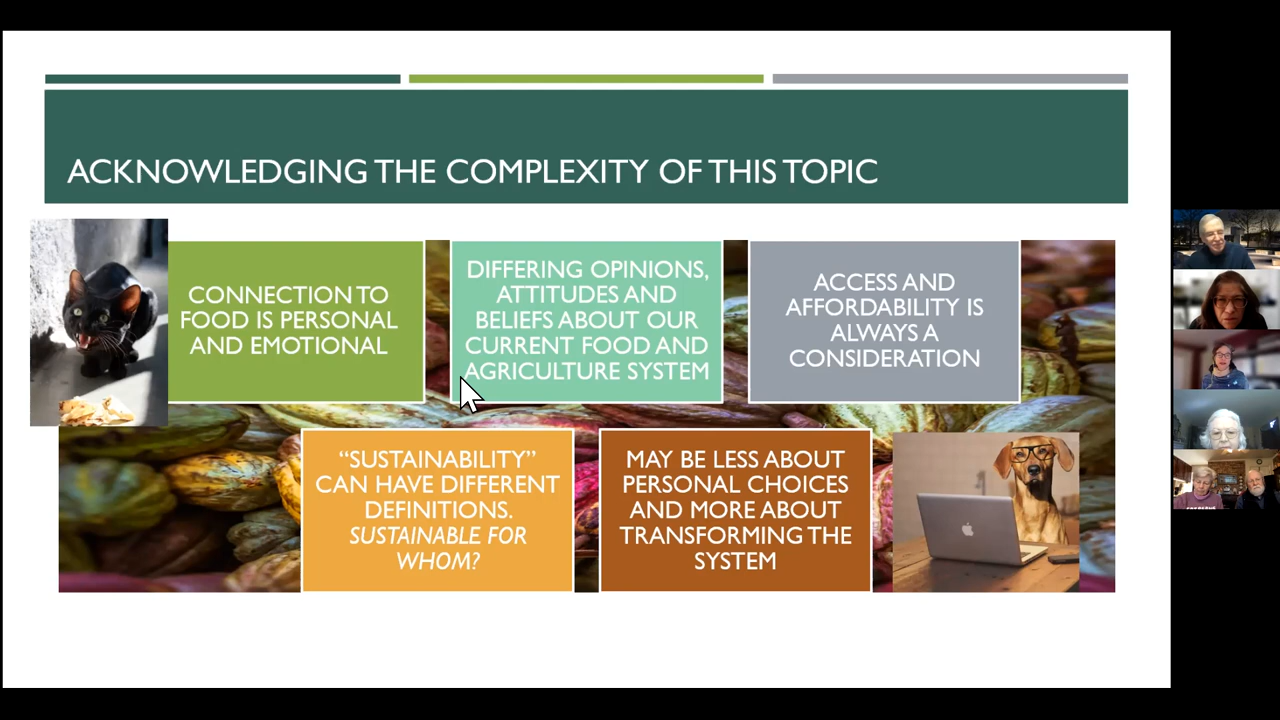 ACKNOWLEDGING THE COMPLEXITY OF THIS TOPIC
CONNECTION TO
FOOD IS PERSONAL
AND EMOTIONAL
DIFFERING OPINIONS,
ATTITUDES AND
BELIEFS ABOUT OUR
CURRENT FOOD AND
AGRICULTURE SYSTEM
ACCESS AND
AFFORDABILITY IS
ALWAYS A
CONSIDERATION
“SUSTAINABILITY”
CAN HAVE DIFFERENT
DEFINITIONS.
SUSTAINABLE FOR
WHOM?
MAY BE LESS ABOUT
PERSONAL CHOICES
AND MORE ABOUT
TRANSFORMING THE
SYSTEM